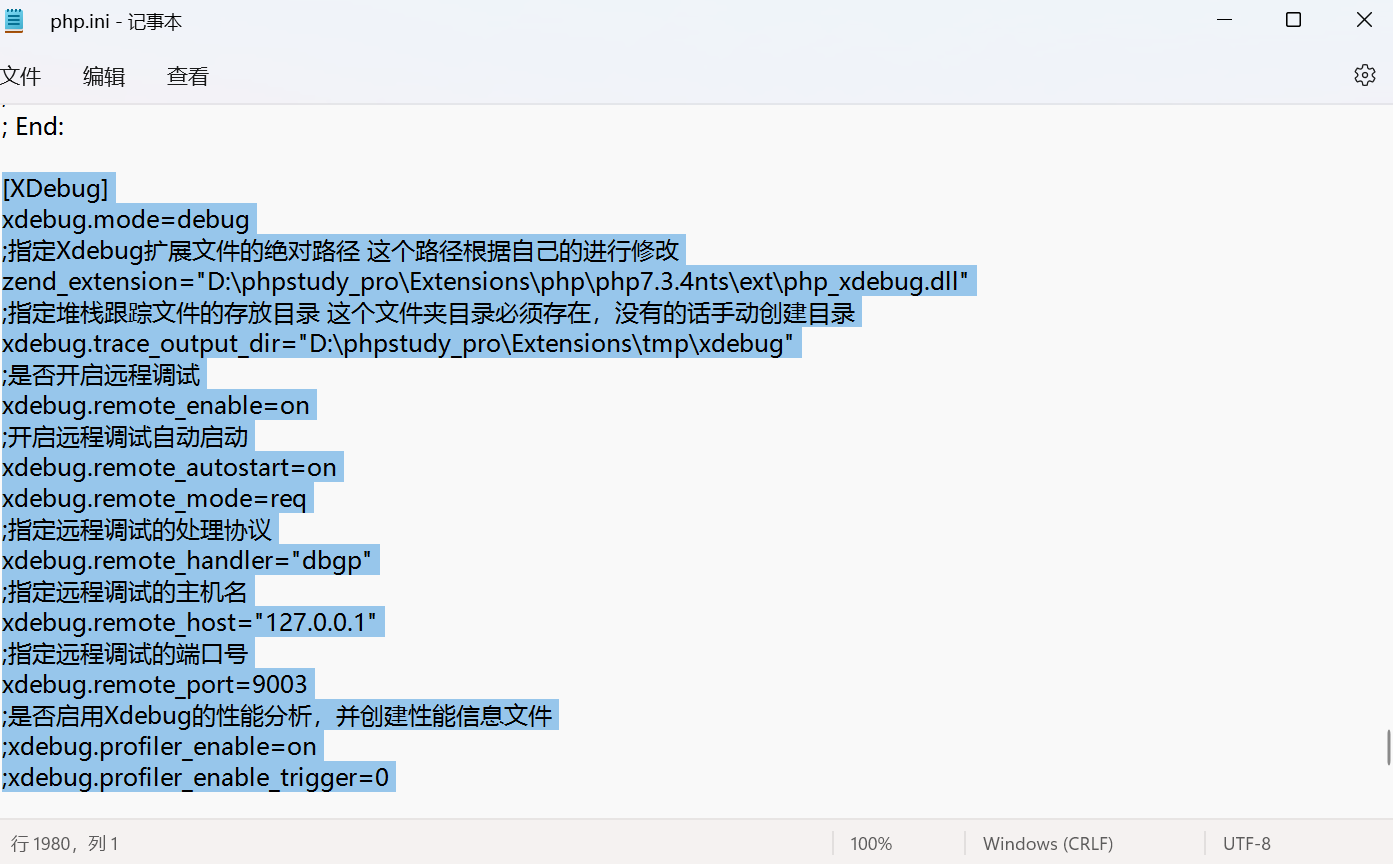 php.ini - 记事本
文件 编辑 查看
; End:
[XDebug]
xdebug.mode=debug
;指定Xdebug扩展文件的绝对路径 这个路径根据自己的进行修改
zend_extension="D:\phpstudy_pro\Extensions\php\php7.3.4nts\ext\php_xdebug.dll"
;指定堆栈跟踪文件的存放目录 这个文件夹目录必须存在，没有的话手动创建目录
xdebug.trace_output_dir="D:\phpstudy_pro\Extensions\tmp\xdebug"
;是否开启远程调试
xdebug.remote_enable=on
;开启远程调试自动启动
xdebug.remote_autostart=on
xdebug.remote_mode=req
;指定远程调试的处理协议
xdebug.remote_handler="dbgp"
;指定远程调试的主机名
xdebug.remote_host="127.0.0.1"
;指定远程调试的端口号
xdebug.remote_port=9003
;是否启用Xdebug的性能分析，并创建性能信息文件
;xdebug.profiler_enable=on
;xdebug.profiler_enable_trigger=0
行 1980，列 1 100% Windows (CRLF) UTF-8